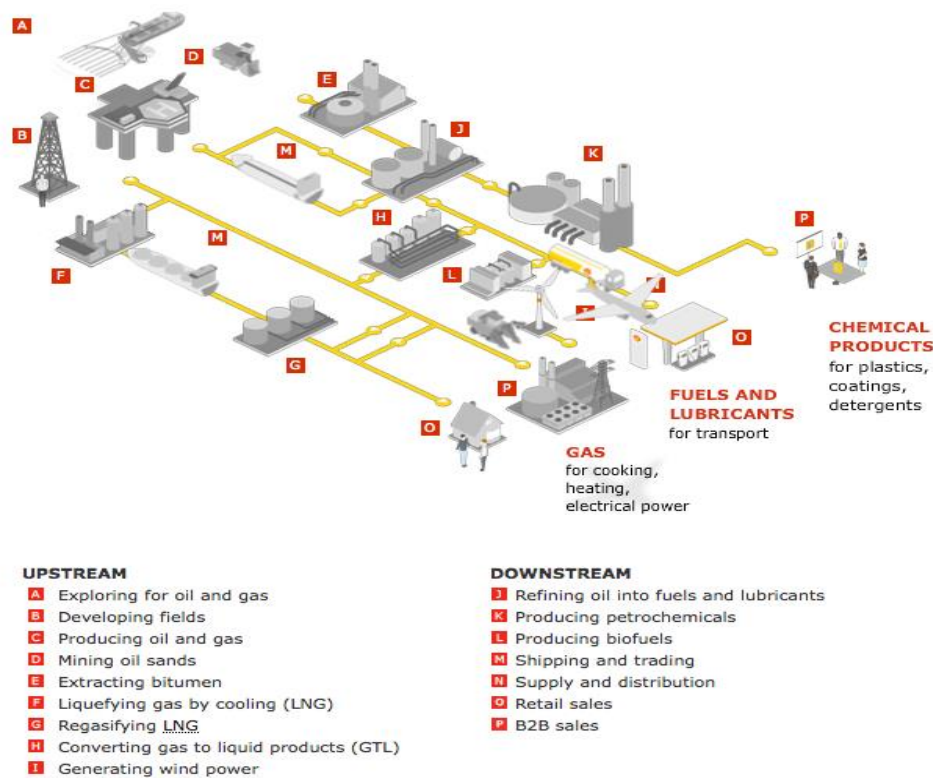 A
D
C
E
B
J
M
K
H
P
M
F
L
I
O
G
P
O
CHEMICAL
PRODUCTS
for plastics,
coatings,
detergents
FUELS AND
LUBRICANTS
for transport
GAS
for cooking,
heating,
electrical power
UPSTREAM
A Exploring for oil and gas
B Developing fields
C Producing oil and gas
D Mining oil sands
E Extracting bitumen
F Liquefying gas by cooling (LNG)
G Regasifying LNG
H Converting gas to liquid products (GTL)
I Generating wind power
DOWNSTREAM
J Refining oil into fuels and lubricants
K Producing petrochemicals
L Producing biofuels
M Shipping and trading
N Supply and distribution
O Retail sales
P B2B sales